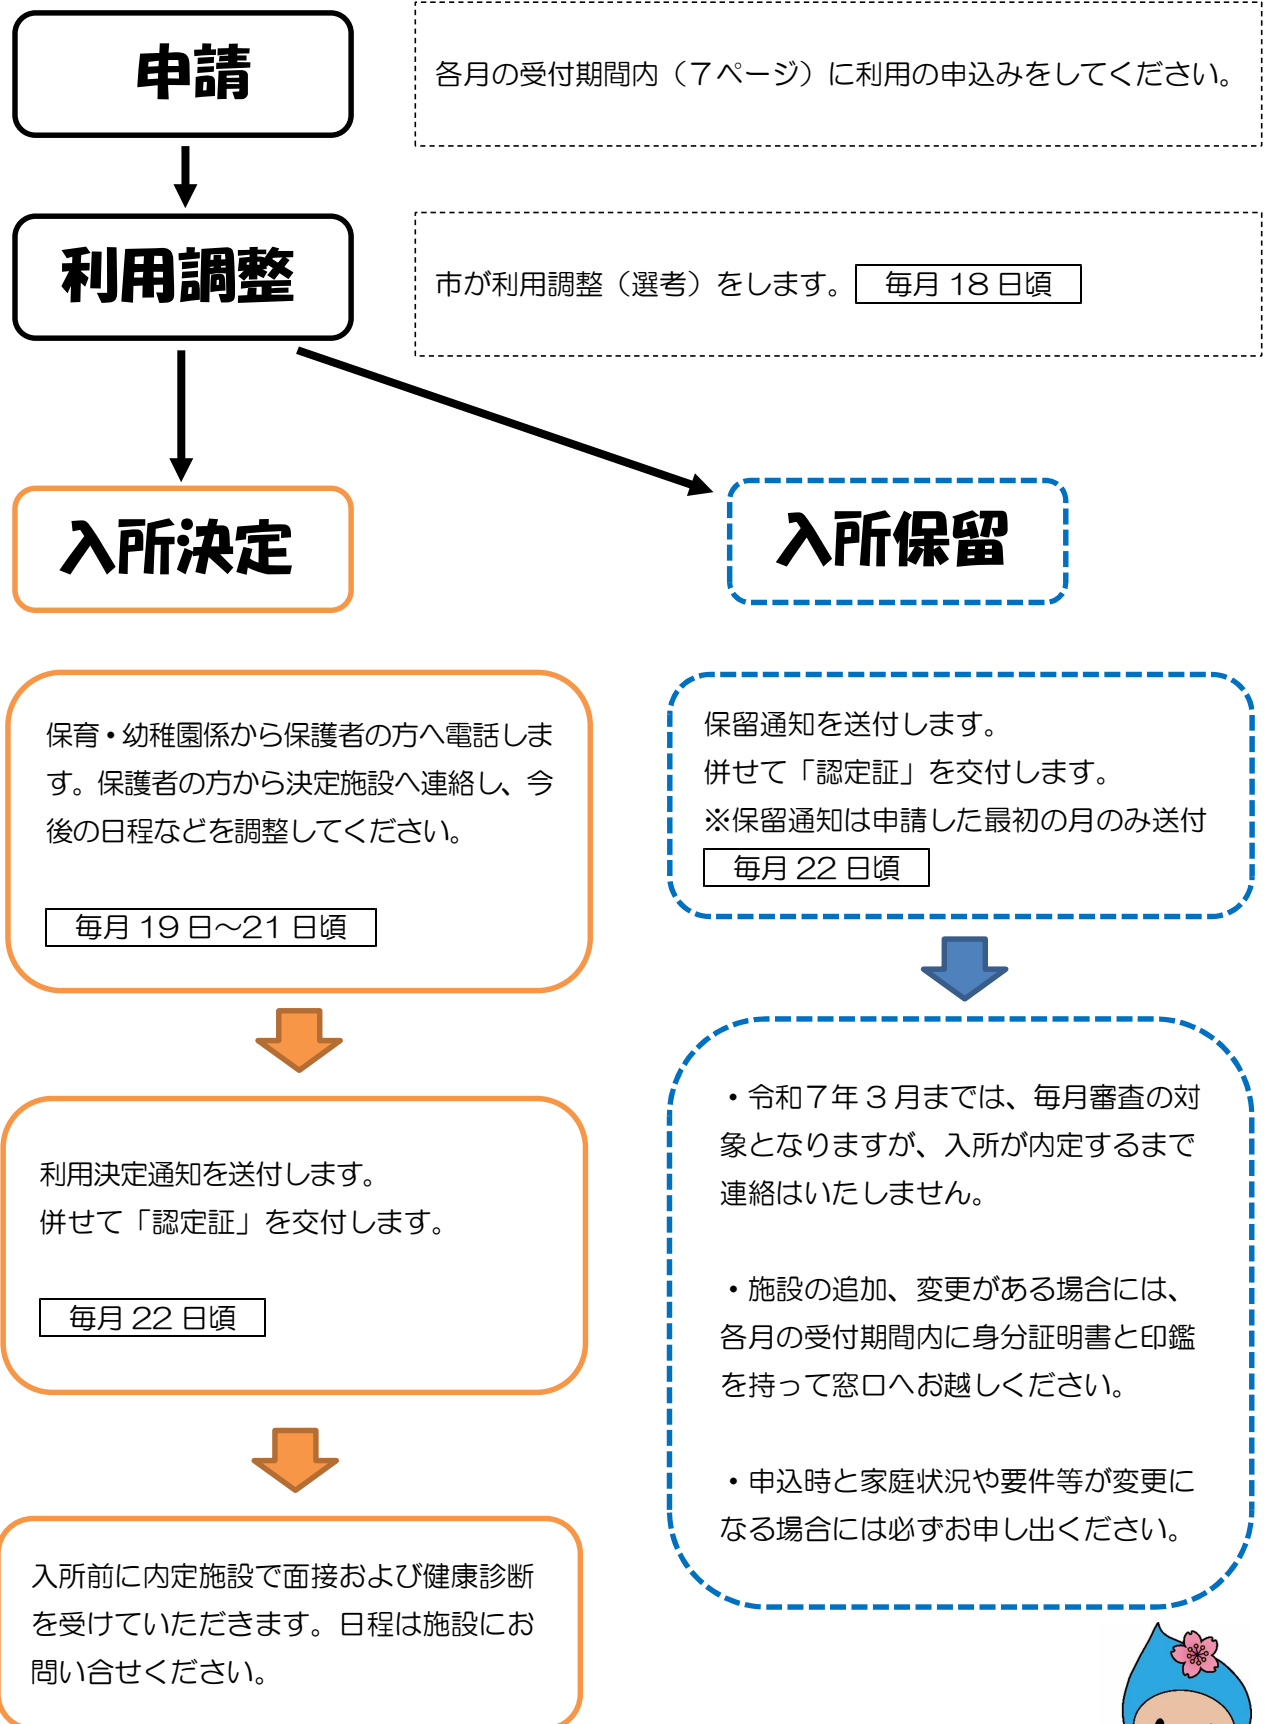 申請
各月の受付期間内（７ページ）に利用の申込みをしてください。
利用調整
市が利用調整（選考）をします。 毎月 18 日頃
入所決定
入所保留
保育・幼稚園係から保護者の方へ電話しま
す。保護者の方から決定施設へ連絡し、今
後の日程などを調整してください。
毎月 19 日～21 日頃
利用決定通知を送付します。
併せて「認定証」を交付します。
毎月 22 日頃
入所前に内定施設で面接および健康診断
を受けていただきます。日程は施設にお
問い合せください。
保留通知を送付します。
併せて「認定証」を交付します。
※保留通知は申請した最初の月のみ送付
毎月 22 日頃
・令和７年３月までは、毎月審査の対
象となりますが、入所が内定するまで
連絡はいたしません。
・施設の追加、変更がある場合には、
各月の受付期間内に身分証明書と印鑑
を持って窓口へお越しください。
・申込時と家庭状況や要件等が変更に
なる場合には必ずお申し出ください。